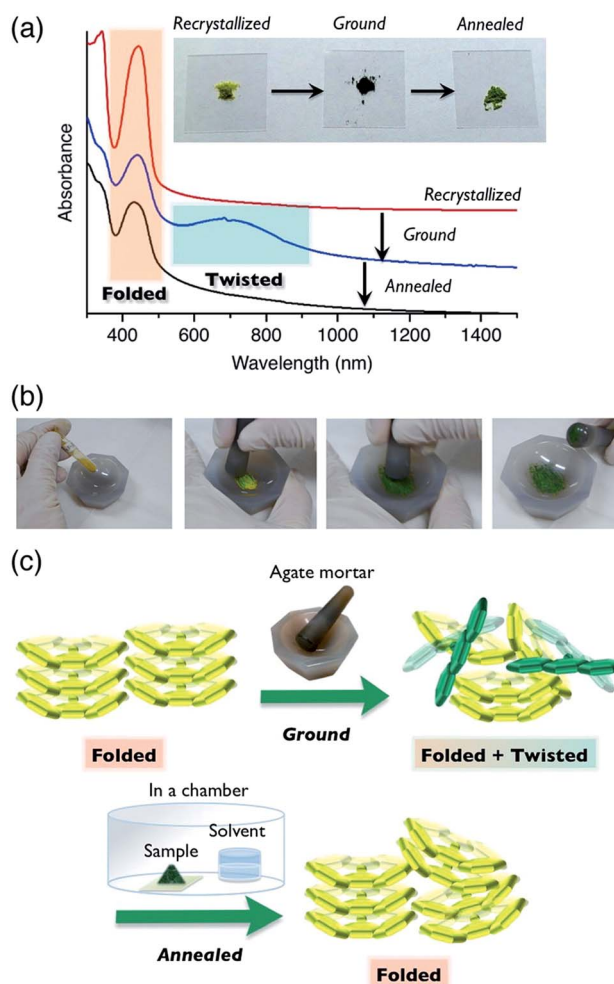 (a)
Recrystallized
Ground
Annealed
Absorbance
Recrystallized
Ground
Annealed
Folded
Twisted
400
600
800
1000
1200
1400
Wavelength (nm)
(b)
(c)
Agate mortar
Ground
Folded
Folded + Twisted
In a chamber
Solvent
Sample
Annealed
Folded